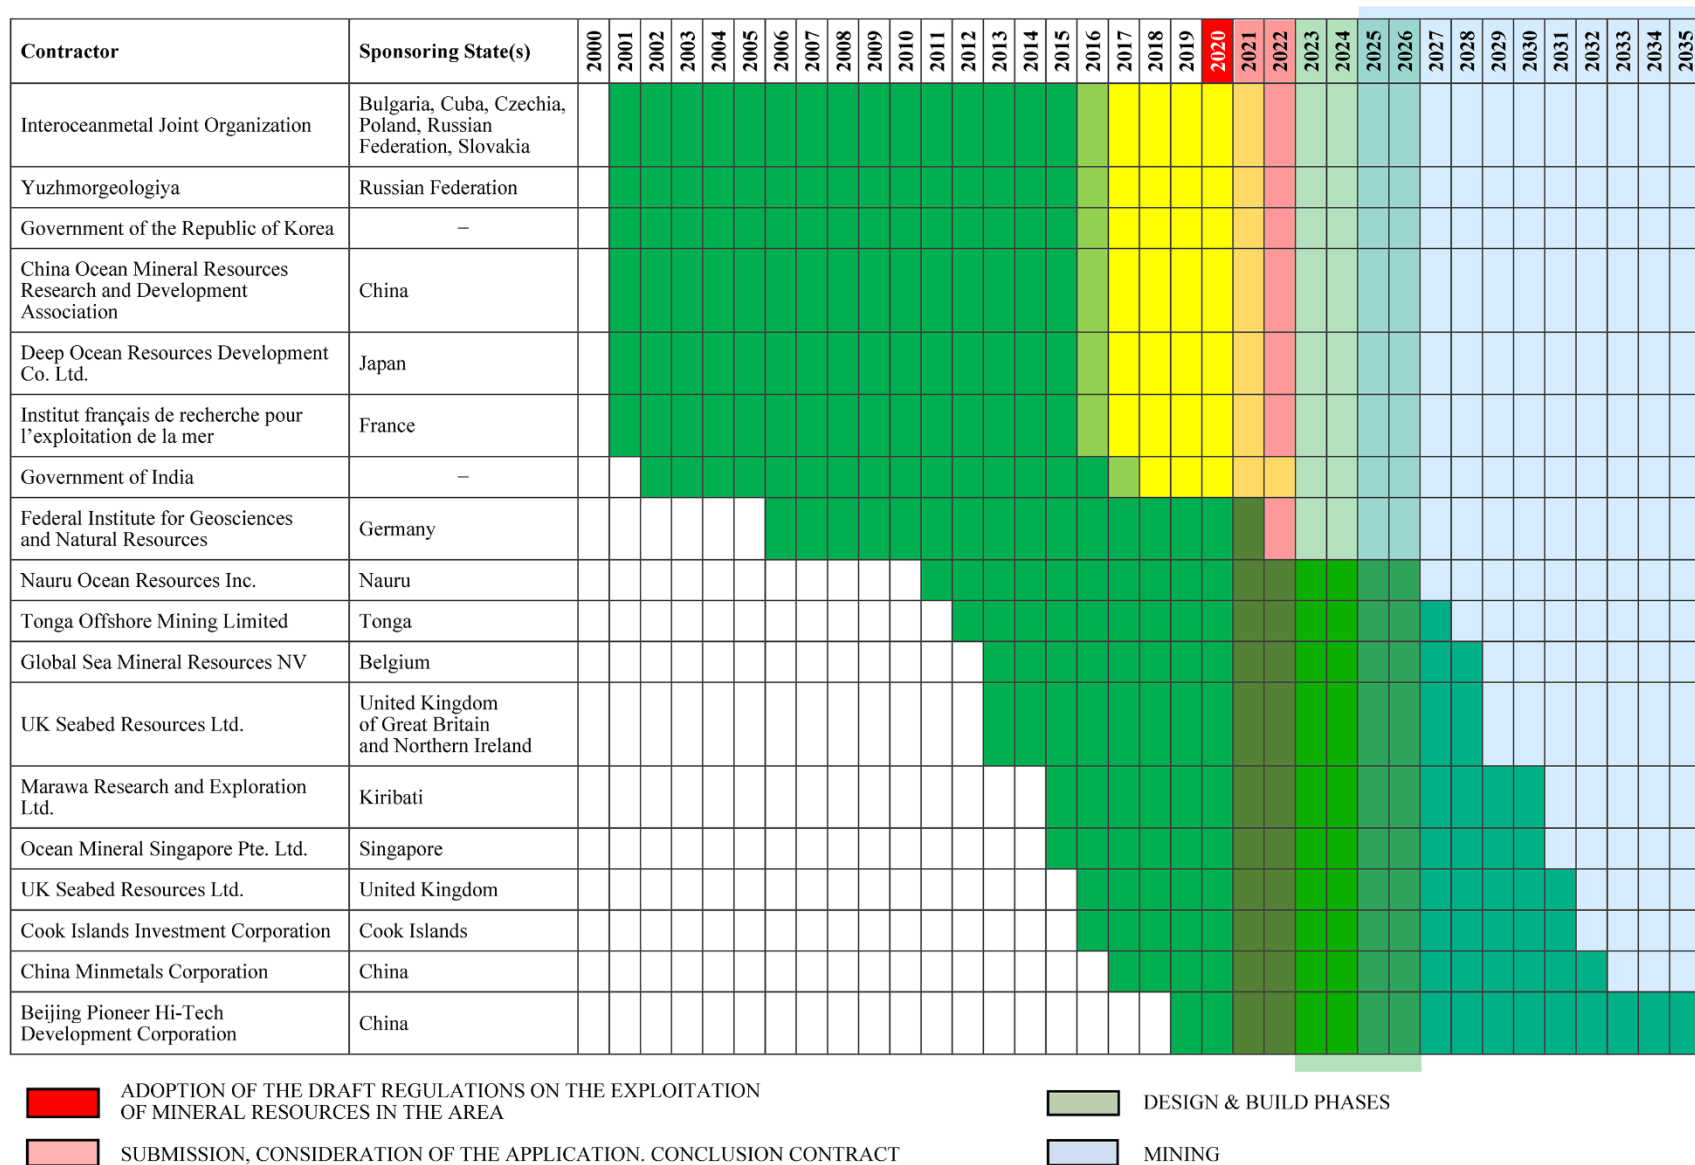 Contractor
Sponsoring State(s)
2000 2001 2002 2003 2004 2005 2006 2007 2008 2009 2010 2011 2012 2013 2014 2015 2016 2017 2018 2019 2020 2021 2022 2023 2024 2025 2026 2027 2028 2029 2030 2031 2032 2033 2034 2035
Interoceanmetal Joint Organization
Bulgaria, Cuba, Czechia,
Poland, Russian
Federation, Slovakia
Yuzhmorgeologiya
Russian Federation
Government of the Republic of Korea
–
China Ocean Mineral Resources
Research and Development
Association
China
Deep Ocean Resources Development
Co. Ltd.
Japan
Institut français de recherche pour
l’exploitation de la mer
France
Government of India
–
Federal Institute for Geosciences
and Natural Resources
Germany
Nauru Ocean Resources Inc.
Nauru
Tonga Offshore Mining Limited
Tonga
Global Sea Mineral Resources NV
Belgium
UK Seabed Resources Ltd.
United Kingdom
of Great Britain
and Northern Ireland
Marawa Research and Exploration
Ltd.
Kiribati
Ocean Mineral Singapore Pte. Ltd.
Singapore
UK Seabed Resources Ltd.
United Kingdom
Cook Islands Investment Corporation
Cook Islands
China Minmetals Corporation
China
Beijing Pioneer Hi-Tech
Development Corporation
China
ADOPTION OF THE DRAFT REGULATIONS ON THE EXPLOITATION
OF MINERAL RESOURCES IN THE AREA
SUBMISSION, CONSIDERATION OF THE APPLICATION. CONCLUSION CONTRACT
DESIGN & BUILD PHASES
MINING